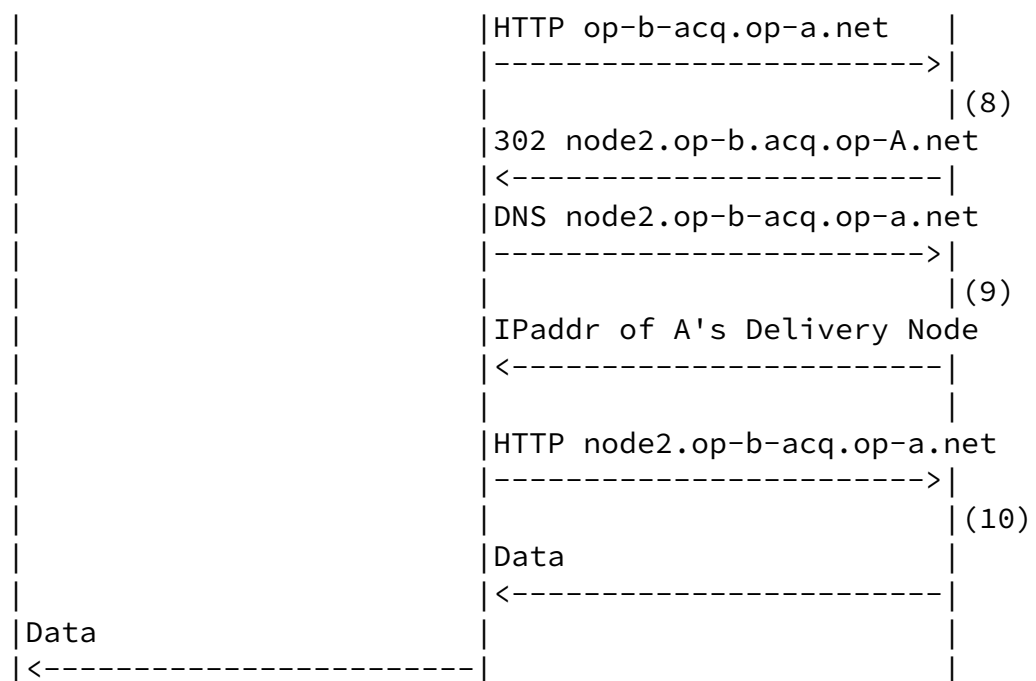 HTTP op-b-acq.op-a.net
(8)
302 node2.op-b.acq.op-A.net
DNS node2.op-b-acq.op-a.net
(9)
IPaddr of A's Delivery Node
HTTP node2.op-b-acq.op-a.net
(10)
Data
Data